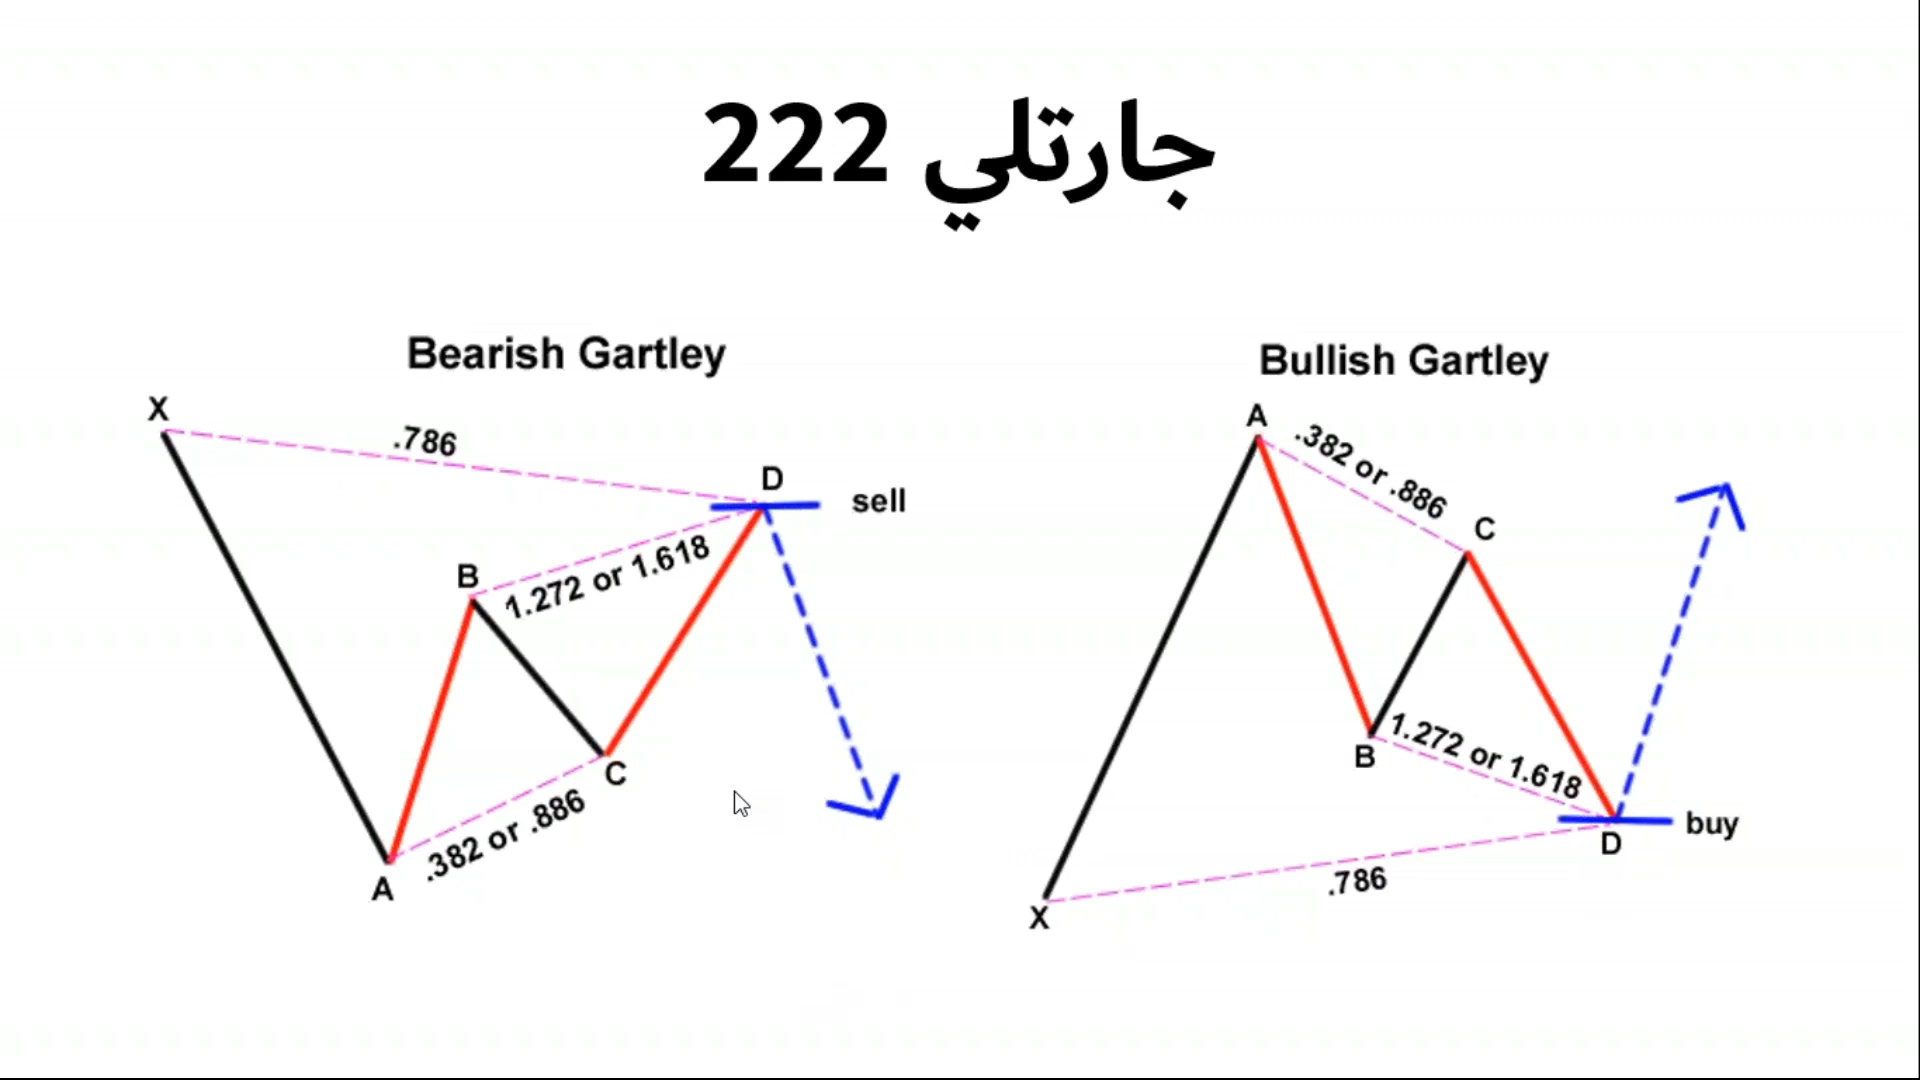 جارتلي 222
Bearish Gartley
X
.786
D
sell
B
1.272 or 1.618
C
.382 or .886
A
Bullish Gartley
A
.382 or .886
C
B
1.272 or 1.618
buy
D
.786
X